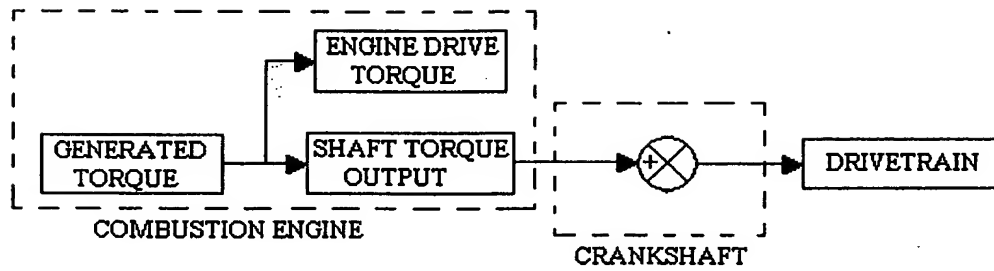 ENGINE DRIVE
TORQUE
GENERATED
TORQUE
SHAFT TORQUE
OUTPUT
+
DRIVETRAIN
COMBUSTION ENGINE
CRANKSHAFT